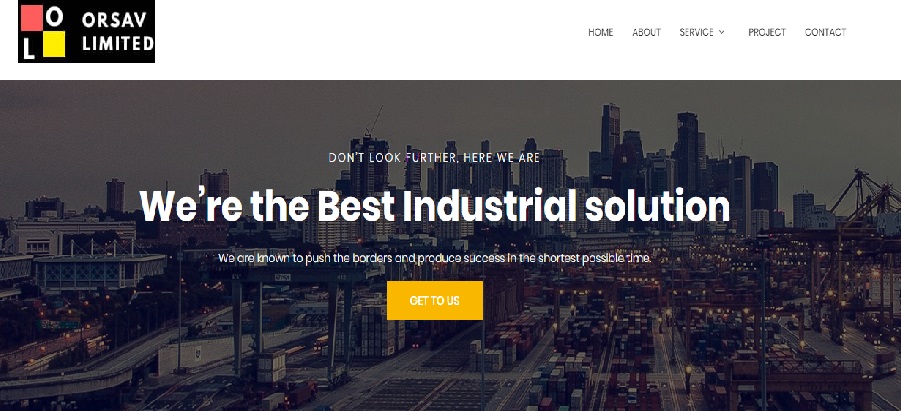 O
L
ORSAV
LIMITED
HOME ABOUT SERVICE PROJECT CONTACT
DON'T LOOK FURTHER, HERE WE ARE
We're the Best Industrial solution
We are known to push the borders and produce success in the shortest possible time.
GET TO US